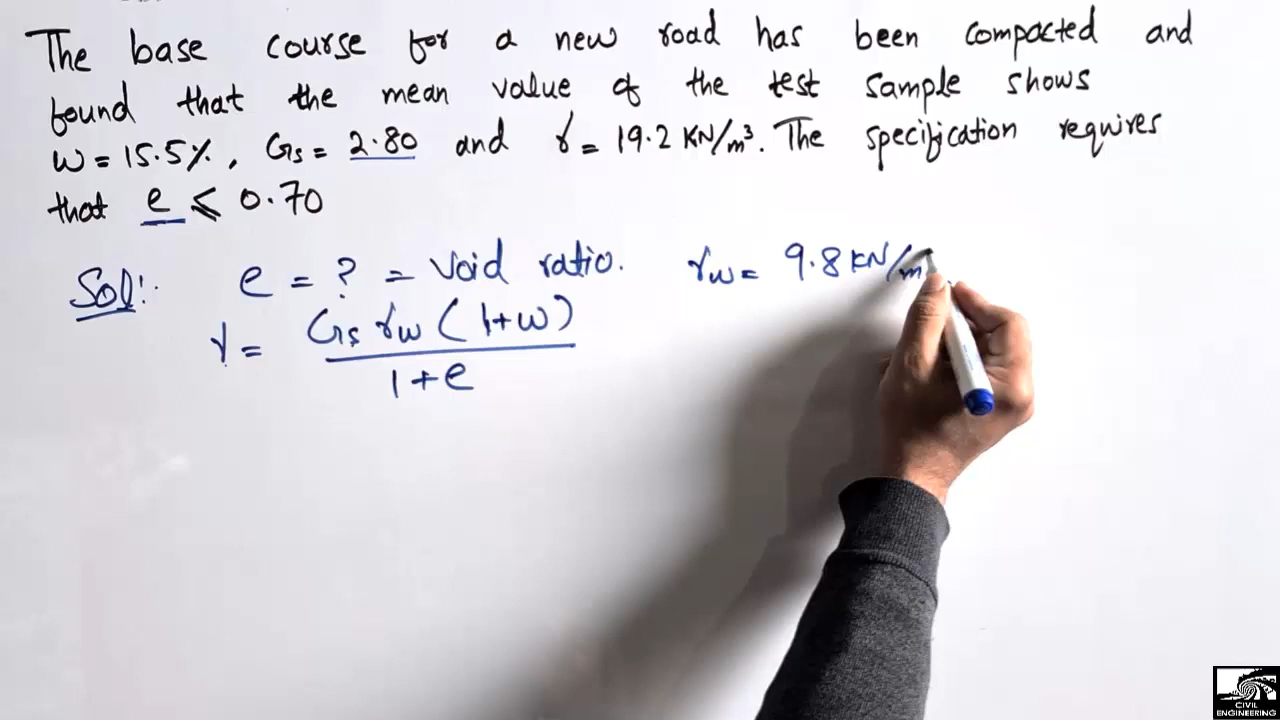 The base course for a new road has been compacted and
found that the mean value of the test sample shows
w = 15.5%, Gs = 2.80 and γ = 19.2 KN/m³. The specification requires
that e ≤ 0.70
Sol:. e = ? = Void ratio. γw = 9.8 KN/m
γ = Gs γw (1+w)
1+e
CIVIL
ENGINEERING